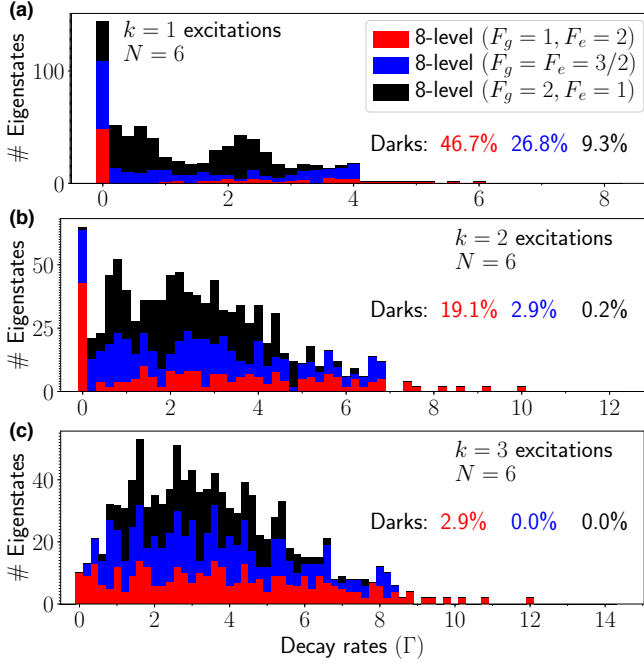 (a)
k = 1 excitations
N = 6
8-level (F_g = 1, F_e = 2)
8-level (F_g = F_e = 3/2)
8-level (F_g = 2, F_e = 1)
Darks: 46.7% 26.8% 9.3%
# Eigenstates
100
0
0 2 4 6 8
(b)
k = 2 excitations
N = 6
Darks: 19.1% 2.9% 0.2%
# Eigenstates
50
25
0
0 2 4 6 8 10 12
(c)
k = 3 excitations
N = 6
Darks: 2.9% 0.0% 0.0%
# Eigenstates
40
20
0
0 2 4 6 8 10 12 14
Decay rates (Γ)